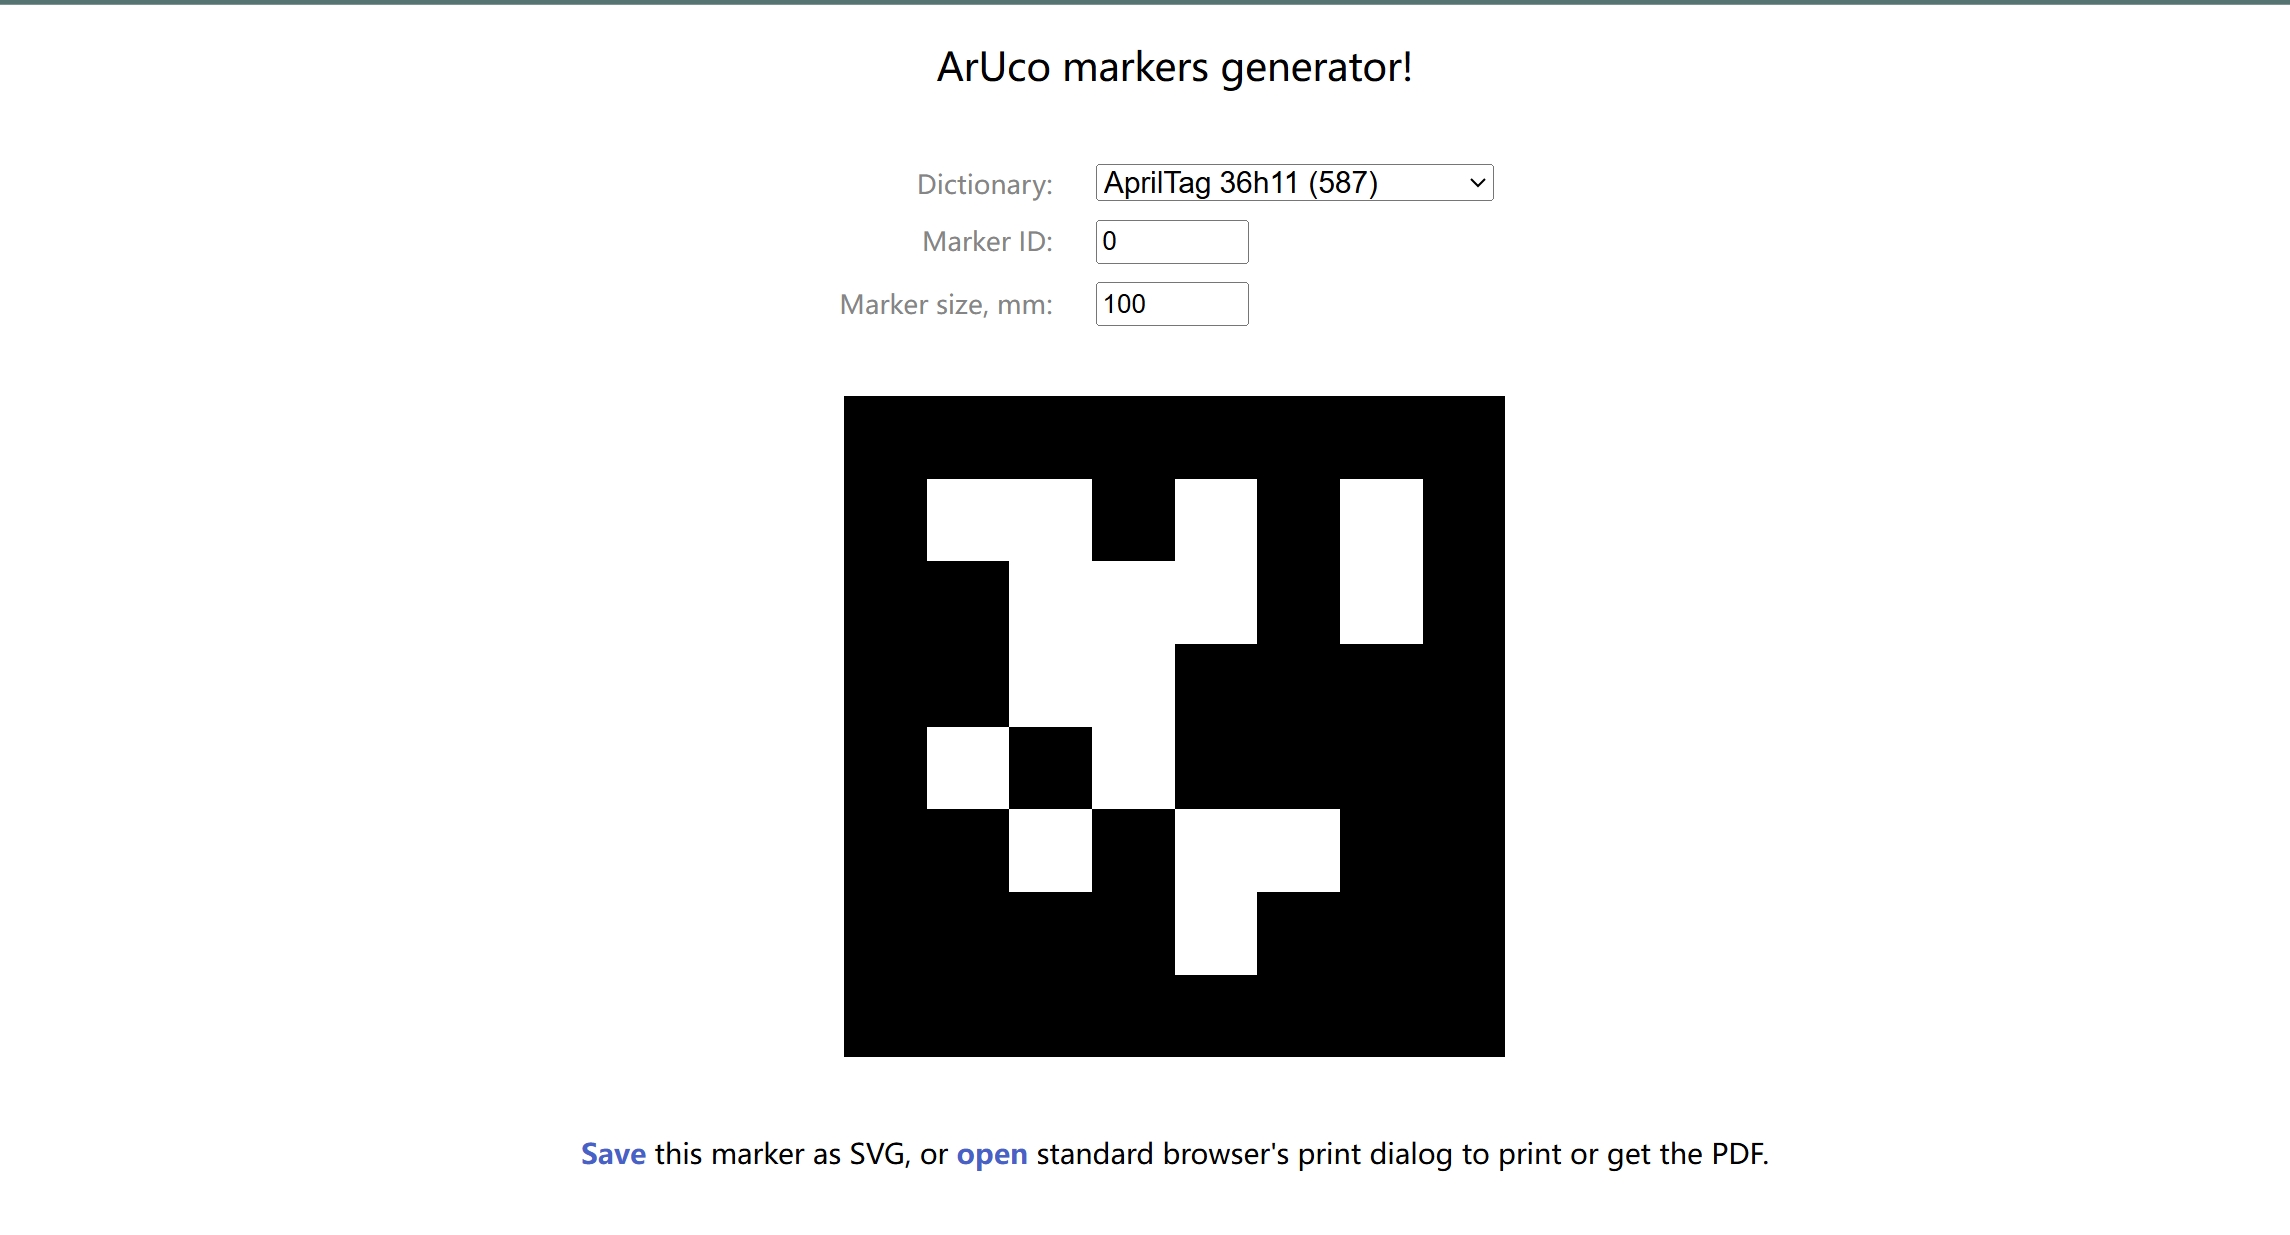 ArUco markers generator!
Dictionary: AprilTag 36h11 (587)
Marker ID: 0
Marker size, mm: 100
Save this marker as SVG, or open standard browser's print dialog to print or get the PDF.